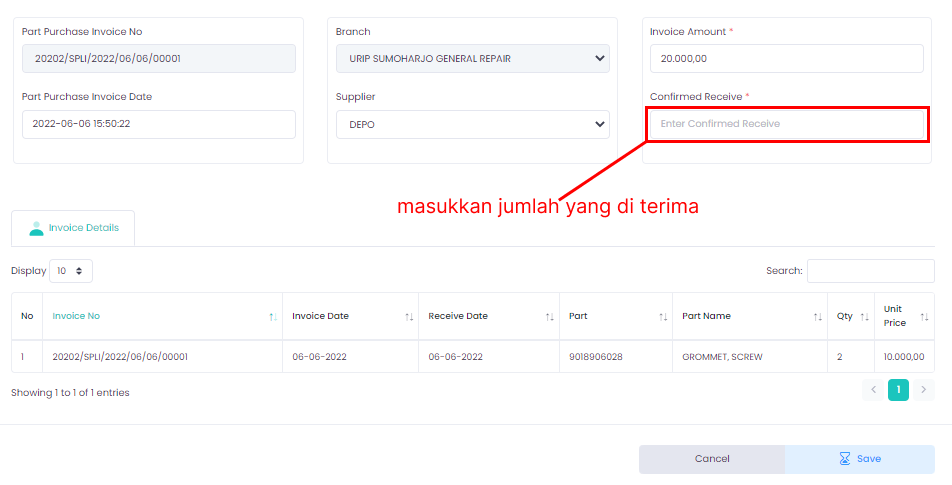 Part Purchase Invoice No
20202/SPLI/2022/06/06/00001
Part Purchase Invoice Date
2022-06-06 15:50:22
Branch
URIP SUMOHARJO GENERAL REPAIR
Supplier
DEPO
Invoice Amount *
20.000,00
Confirmed Receive *
Enter Confirmed Receive
masukkan jumlah yang di terima
Invoice Details
Display 10
Search:
No Invoice No Invoice Date Receive Date Part Part Name Qty Unit Price
1 20202/SPLI/2022/06/06/00001 06-06-2022 06-06-2022 9018906028 GROMMET, SCREW 2 10.000,00
Showing 1 to 1 of 1 entries
< 1 >
Cancel Save